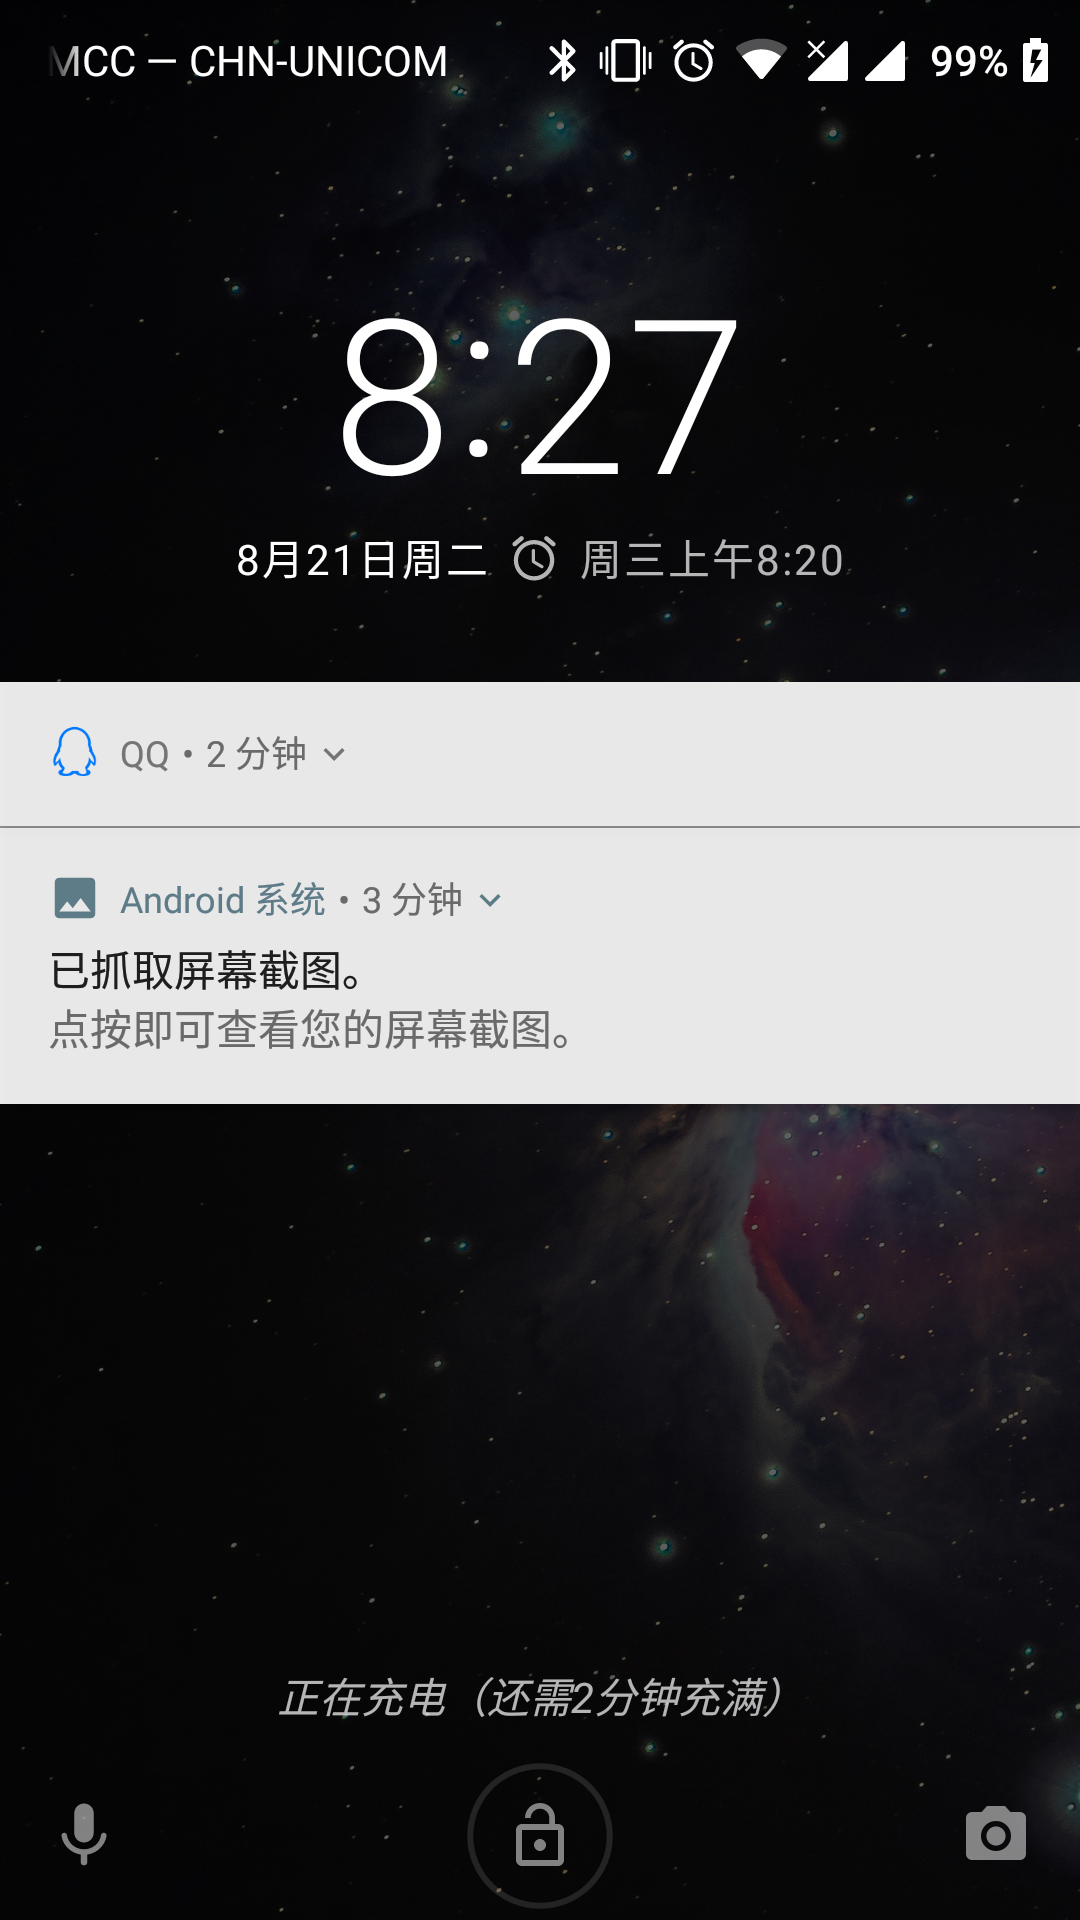 MCC — CHN-UNICOM 99%
8:27
8月21日周二 周三上午8:20
QQ • 2 分钟
Android 系统 • 3 分钟
已抓取屏幕截图。
点按即可查看您的屏幕截图。
正在充电（还需2分钟充满）